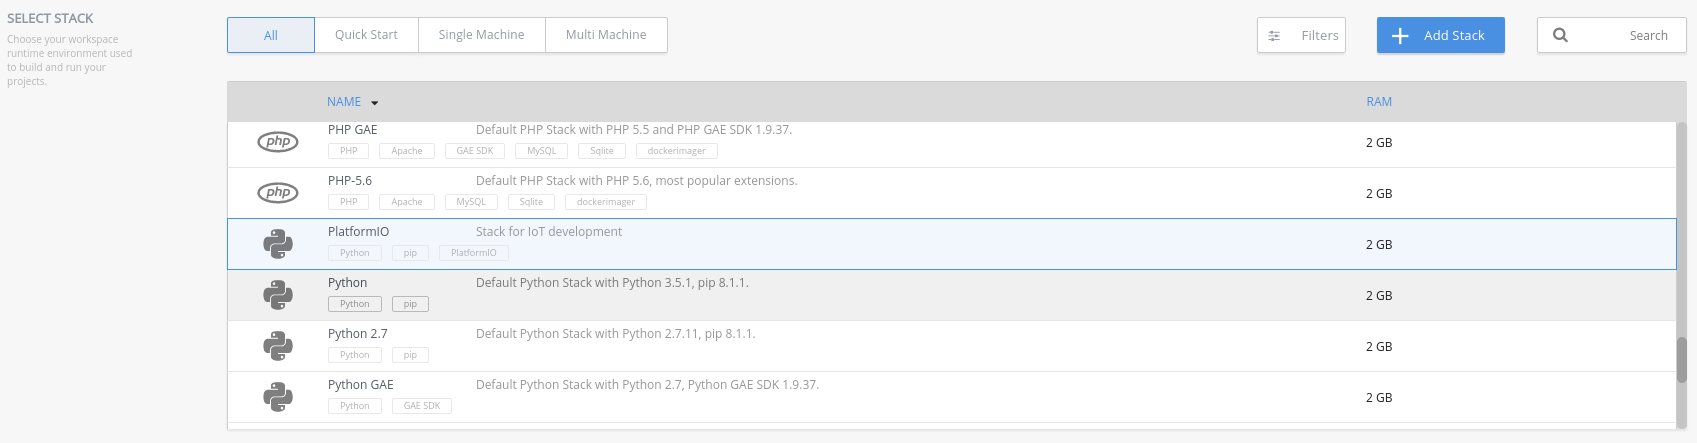 SELECT STACK
Choose your workspace
runtime environment used
to build and run your
projects.
All Quick Start Single Machine Multi Machine Filters Add Stack Search
NAME RAM
php PHP GAE Default PHP Stack with PHP 5.5 and PHP GAE SDK 1.9.37. 2 GB
PHP Apache GAE SDK MySQL Sqlite dockerimager
php PHP-5.6 Default PHP Stack with PHP 5.6, most popular extensions. 2 GB
PHP Apache MySQL Sqlite dockerimager
PlatformIO Stack for IoT development 2 GB
Python pip PlatformIO
Python Default Python Stack with Python 3.5.1, pip 8.1.1. 2 GB
Python pip
Python 2.7 Default Python Stack with Python 2.7.11, pip 8.1.1. 2 GB
Python pip
Python GAE Default Python Stack with Python 2.7, Python GAE SDK 1.9.37. 2 GB
Python GAE SDK